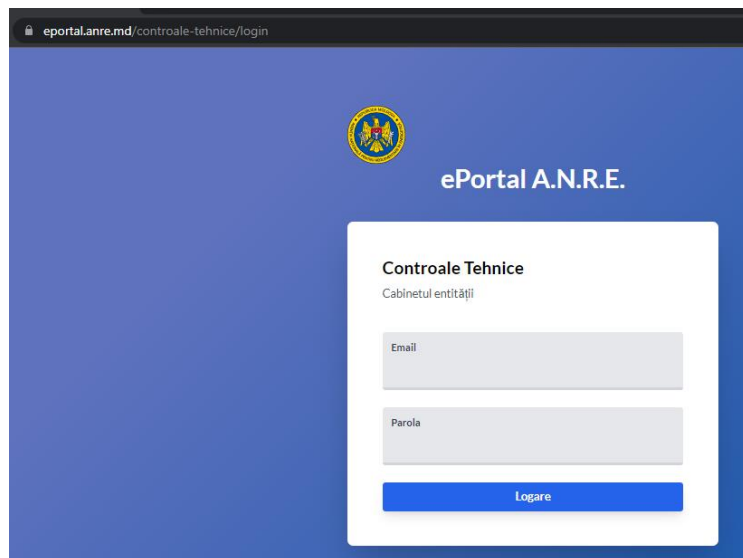 eportal.anre.md/controale-tehnice/login
ePortal A.N.R.E.
Controale Tehnice
Cabinetul entității
Email
Parola
Logare